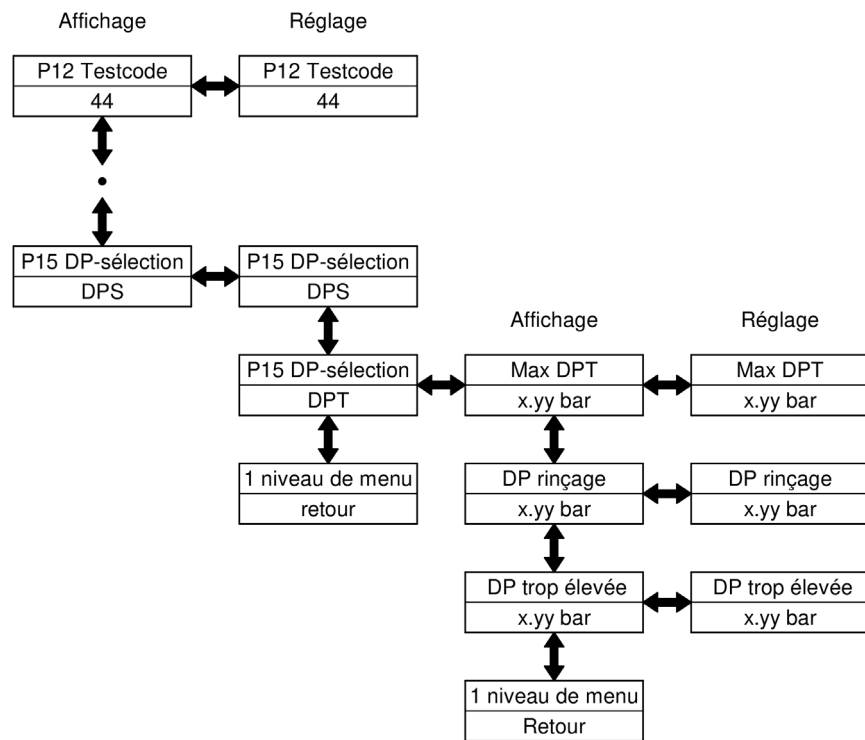 Affichage Réglage
P12 Testcode P12 Testcode
44 44
P15 DP-sélection P15 DP-sélection
DPS DPS
Affichage Réglage
P15 DP-sélection Max DPT Max DPT
DPT x.yy bar x.yy bar
1 niveau de menu DP rinçage DP rinçage
retour x.yy bar x.yy bar
DP trop élevée DP trop élevée
x.yy bar x.yy bar
1 niveau de menu
Retour